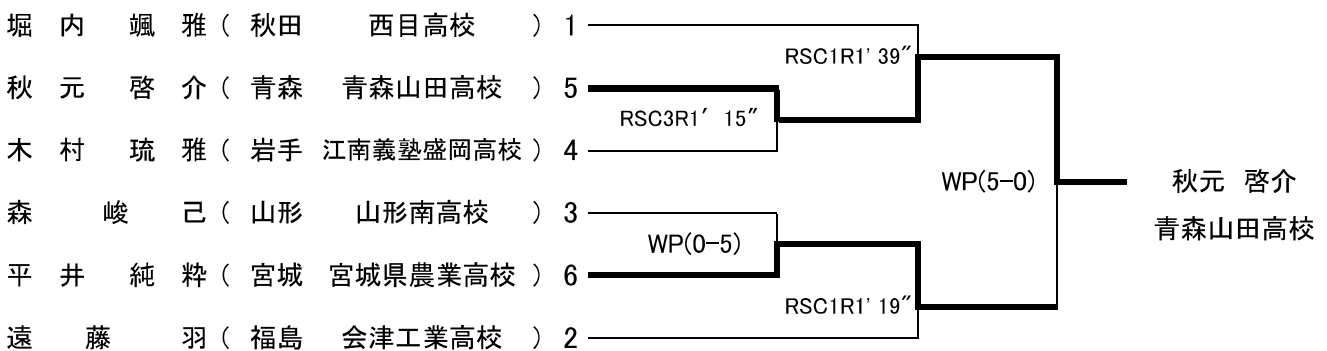 堀内颯雅(秋田 西目高校)1
RSC1R1'39"
秋元啓介(青森 青森山田高校)5
RSC3R1′15″
木村琉雅(岩手 江南義塾盛岡高校)4
WP(5-0)
秋元 啓介
青森山田高校
森峻己(山形 山形南高校)3
WP(0-5)
平井純粋(宮城 宮城県農業高校)6
RSC1R1'19"
遠藤羽(福島 会津工業高校)2